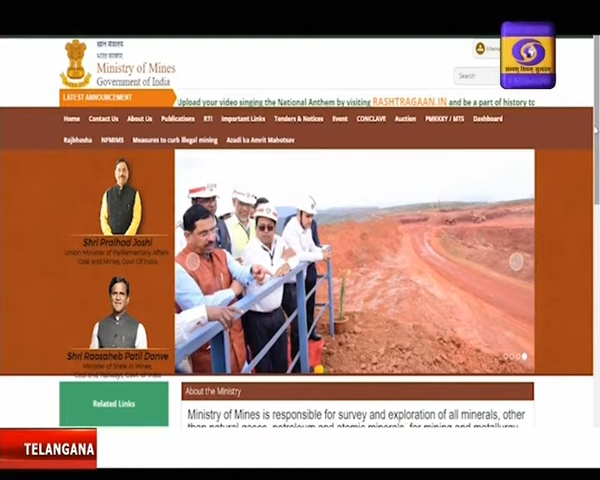 खान मंत्रालय
भारत सरकार
Ministry of Mines
Government of India
Search
LATEST ANNOUNCEMENT
Upload your video singing the National Anthem by visiting RASHTRAGAAN.IN and be a part of history to
Home Contact Us About Us Publications RTI Important Links Tenders & Notices Event CONCLAVE Auction PMKKKY / MTS Dashboard
Rajbhasha NPMIMS Measures to curb illegal mining Azadi ka Amrit Mahotsav
Shri Pralhad Joshi
Union Minister of Parliamentary Affairs,
Coal and Mines, Govt Of India
Shri Raosaheb Patil Danve
Minister of State in Mines,
Coal and Railways, Govt. of India
Related Links
About the Ministry
Ministry of Mines is responsible for survey and exploration of all minerals, other
than natural gases, petroleum and atomic minerals, for mining and metallurgy
सत्यम् शिवम् सुन्दरम्
TELANGANA